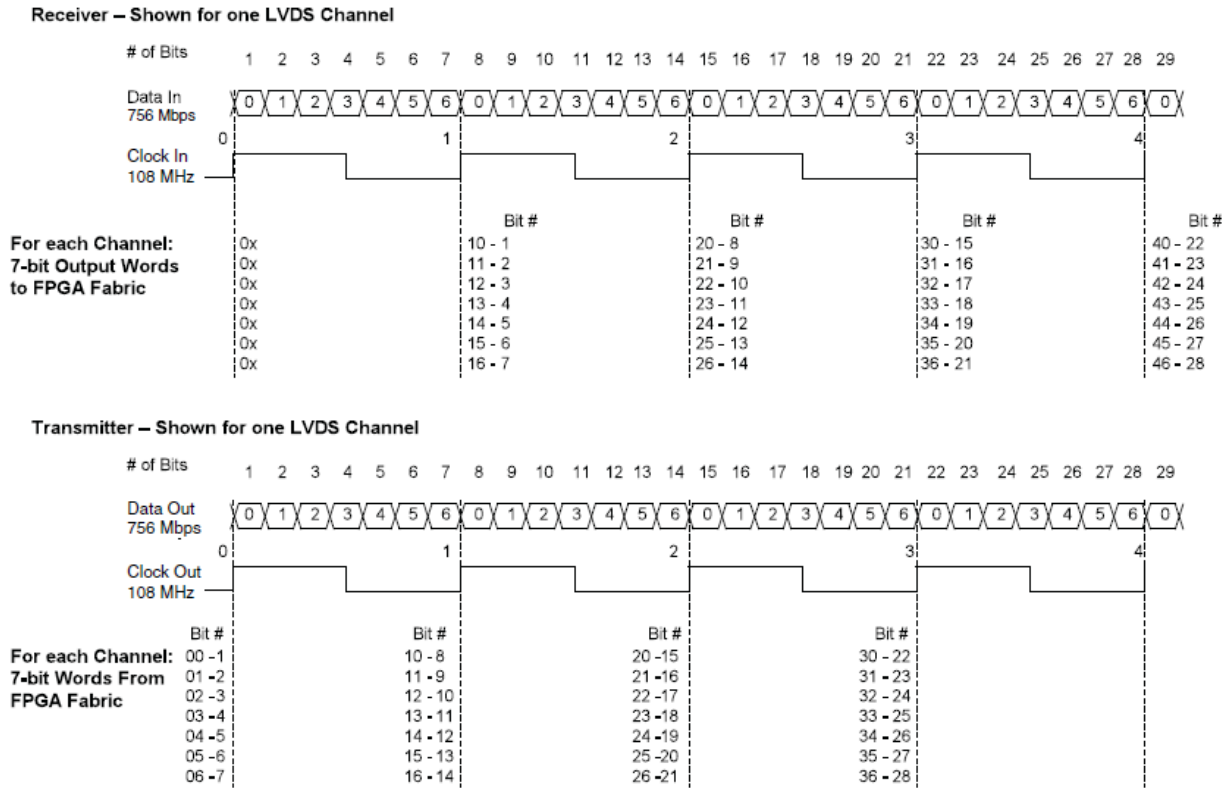 Receiver – Shown for one LVDS Channel
# of Bits 1 2 3 4 5 6 7 8 9 10 11 12 13 14 15 16 17 18 19 20 21 22 23 24 25 26 27 28 29
Data In 0 1 2 3 4 5 6 0 1 2 3 4 5 6 0 1 2 3 4 5 6 0 1 2 3 4 5 6 0
756 Mbps
0 1 2 3 4
Clock In
108 MHz
Bit # Bit # Bit # Bit #
For each Channel: 0x 10 - 1 20 - 8 30 - 15 40 - 22
7-bit Output Words 0x 11 - 2 21 - 9 31 - 16 41 - 23
to FPGA Fabric 0x 12 - 3 22 - 10 32 - 17 42 - 24
0x 13 - 4 23 - 11 33 - 18 43 - 25
0x 14 - 5 24 - 12 34 - 19 44 - 26
0x 15 - 6 25 - 13 35 - 20 45 - 27
0x 16 - 7 26 - 14 36 - 21 46 - 28
Transmitter – Shown for one LVDS Channel
# of Bits 1 2 3 4 5 6 7 8 9 10 11 12 13 14 15 16 17 18 19 20 21 22 23 24 25 26 27 28 29
Data Out 0 1 2 3 4 5 6 0 1 2 3 4 5 6 0 1 2 3 4 5 6 0 1 2 3 4 5 6 0
756 Mbps
0 1 2 3 4
Clock Out
108 MHz
Bit # Bit # Bit # Bit #
For each Channel: 00 -1 10 - 8 20 -15 30 - 22
7-bit Words From 01 -2 11 - 9 21 -16 31 - 23
FPGA Fabric 02 -3 12 - 10 22 -17 32 - 24
03 -4 13 - 11 23 -18 33 - 25
04 -5 14 - 12 24 -19 34 - 26
05 -6 15 - 13 25 -20 35 - 27
06 -7 16 - 14 26 -21 36 - 28